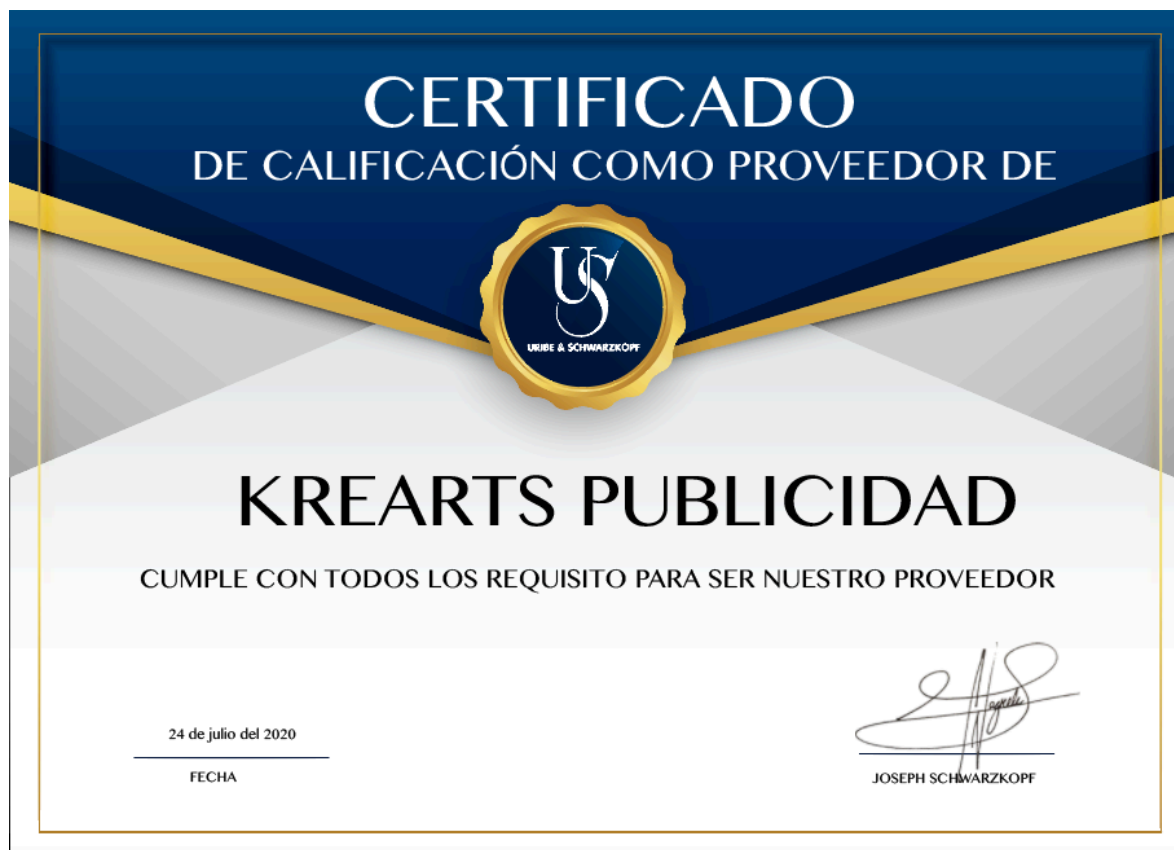 CERTIFICADO
DE CALIFICACIÓN COMO PROVEEDOR DE
US
URIBE & SCHWARZKOPF
KREARTS PUBLICIDAD
CUMPLE CON TODOS LOS REQUISITO PARA SER NUESTRO PROVEEDOR
24 de julio del 2020
FECHA
JOSEPH SCHWARZKOPF